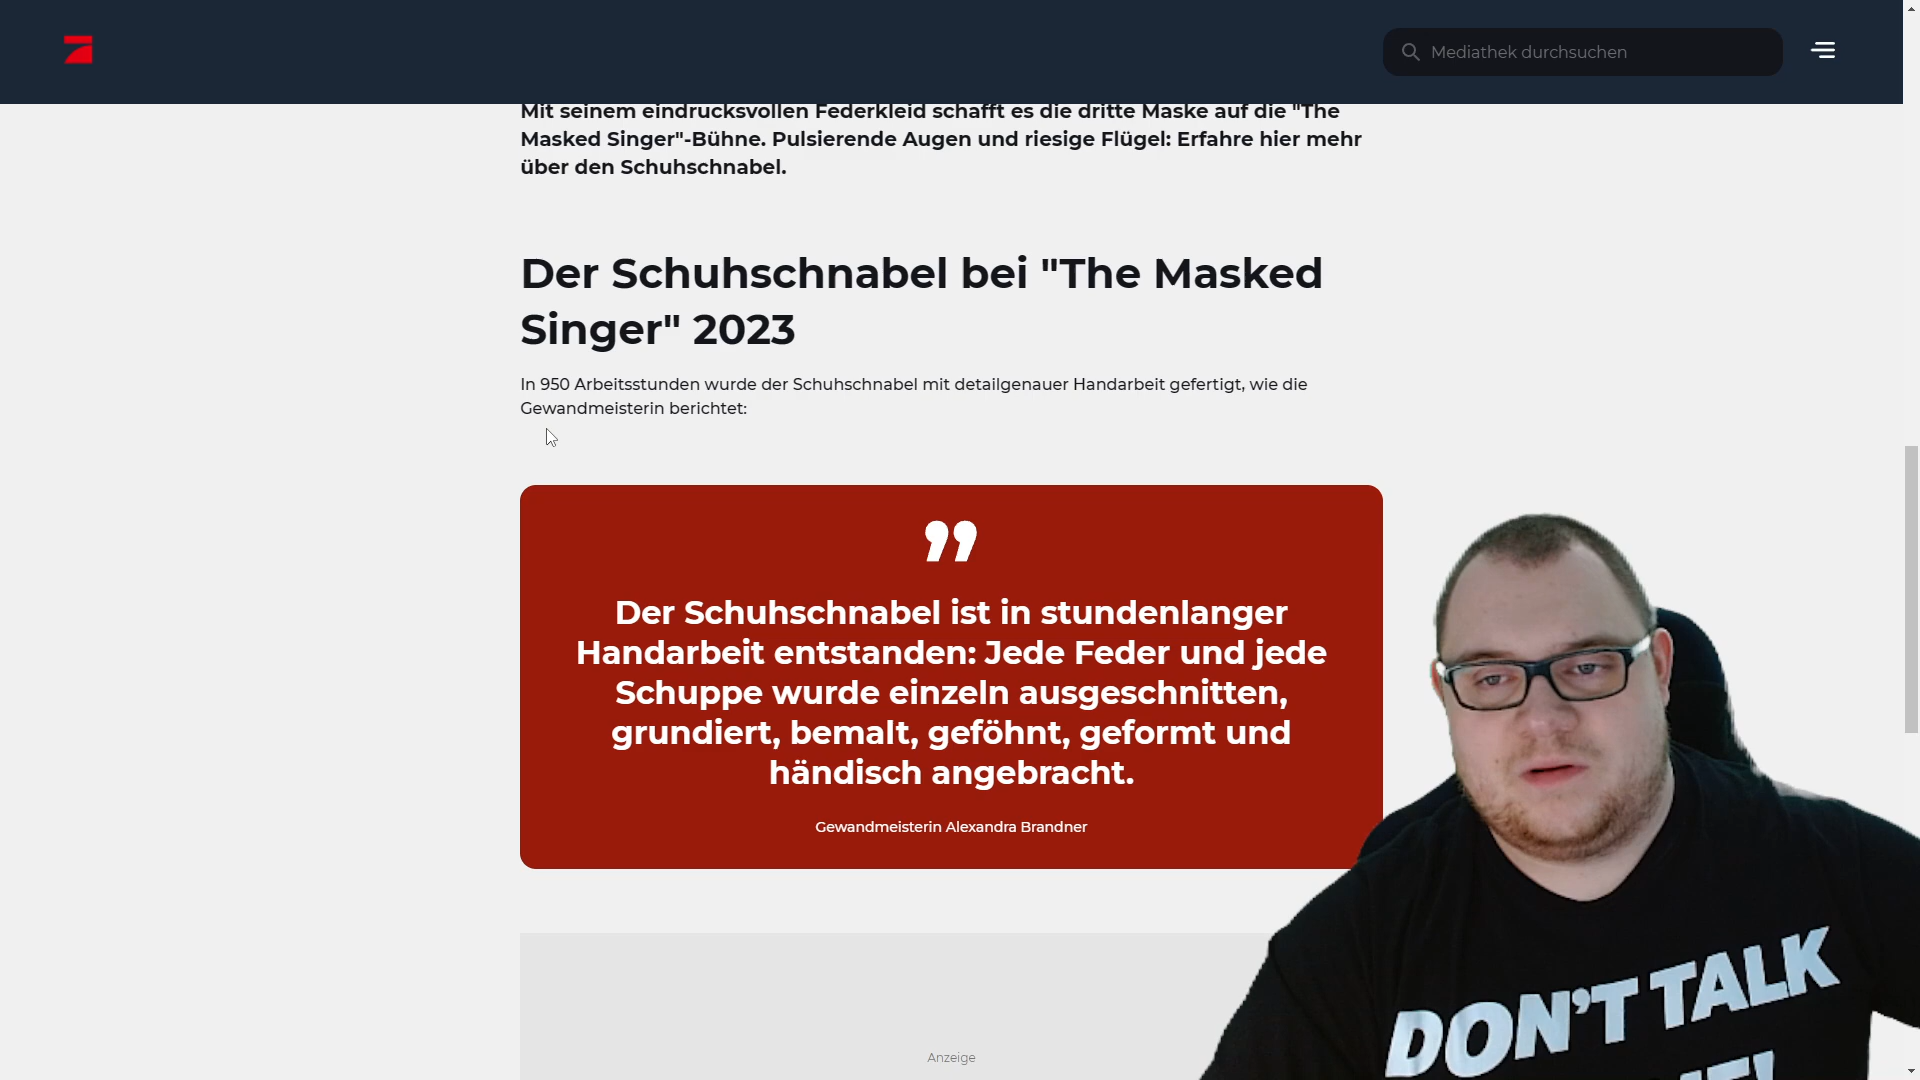 Mediathek durchsuchen
Mit seinem eindrucksvollen Federkleid schafft es die dritte Maske auf die "The
Masked Singer"-Bühne. Pulsierende Augen und riesige Flügel: Erfahre hier mehr
über den Schuhschnabel.
Der Schuhschnabel bei "The Masked
Singer" 2023
In 950 Arbeitsstunden wurde der Schuhschnabel mit detailgenauer Handarbeit gefertigt, wie die
Gewandmeisterin berichtet:
"
Der Schuhschnabel ist in stundenlanger
Handarbeit entstanden: Jede Feder und jede
Schuppe wurde einzeln ausgeschnitten,
grundiert, bemalt, geföhnt, geformt und
händisch angebracht.
Gewandmeisterin Alexandra Brandner
Anzeige
DON'T TALK